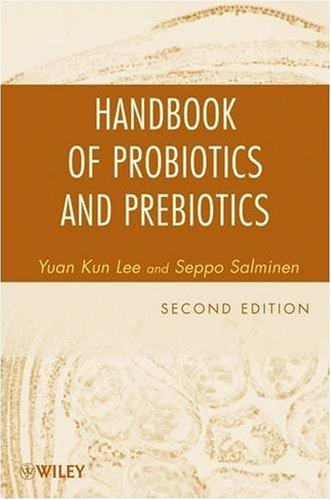 HANDBOOK
OF PROBIOTICS
AND PREBIOTICS
Yuan Kun Lee and Seppo Salminen
SECOND EDITION
WILEY